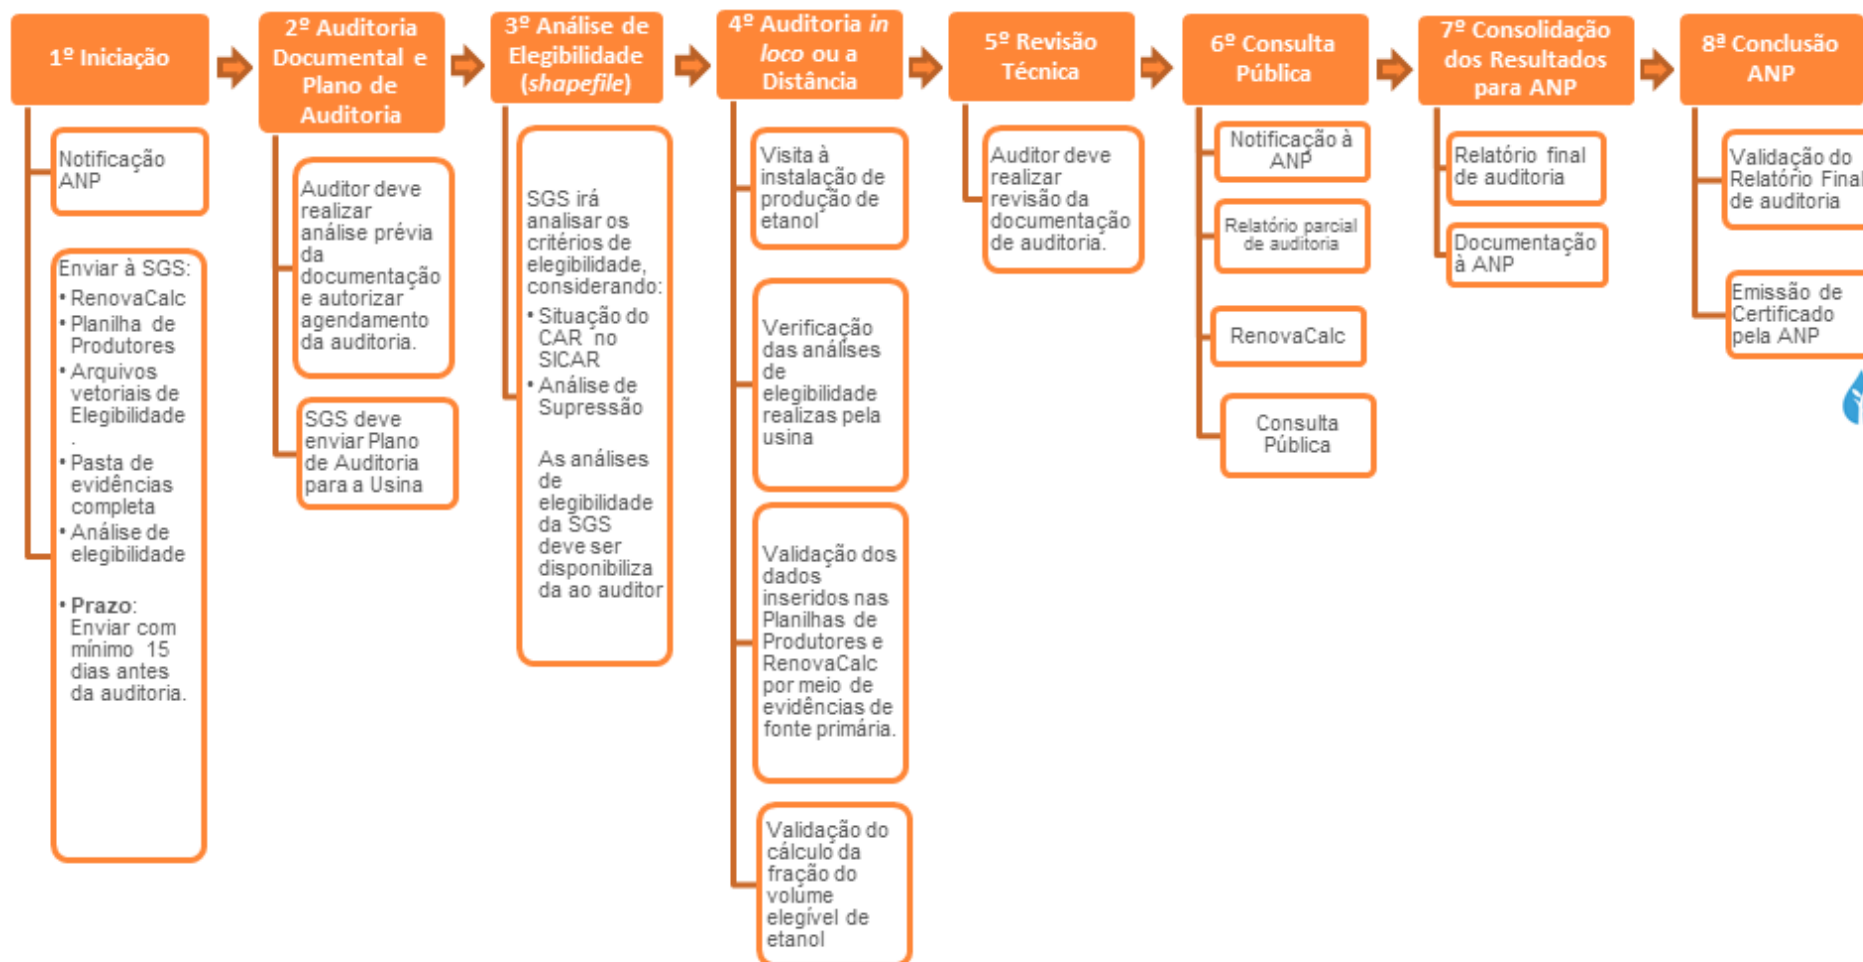 1º Iniciação
Notificação
ANP
Enviar à SGS:
• RenovaCalc
• Planilha de
Produtores
• Arquivos
vetoriais de
Elegibilidade
.
• Pasta de
evidências
completa
• Análise de
elegibilidade
• Prazo:
Enviar com
mínimo 15
dias antes
da auditoria.
2º Auditoria
Documental e
Plano de
Auditoria
Auditor deve
realizar
análise prévia
da
documentação
e autorizar
agendamento
da auditoria.
SGS deve
enviar Plano
de Auditoria
para a Usina
3º Análise de
Elegibilidade
(shapefile)
SGS irá
analisar os
critérios de
elegibilidade,
considerando:
• Situação do
CAR no
SICAR
• Análise de
Supressão
As análises
de
elegibilidade
da SGS
deve ser
disponibiliza
da ao auditor
4º Auditoria in
loco ou a
Distância
Visita à
instalação de
produção de
etanol
Verificação
das análises
de
elegibilidade
realizas pela
usina
Validação dos
dados
inseridos nas
Planilhas de
Produtores e
RenovaCalc
por meio de
evidências de
fonte primária.
Validação do
cálculo da
fração do
volume
elegível de
etanol
5º Revisão
Técnica
Auditor deve
realizar
revisão da
documentação
de auditoria.
6º Consulta
Pública
Notificação à
ANP
Relatório parcial
de auditoria
RenovaCalc
Consulta
Pública
7º Consolidação
dos Resultados
para ANP
Relatório final
de auditoria
Documentação
à ANP
8ª Conclusão
ANP
Validação do
Relatório Final
de auditoria
Emissão de
Certificado
pela ANP